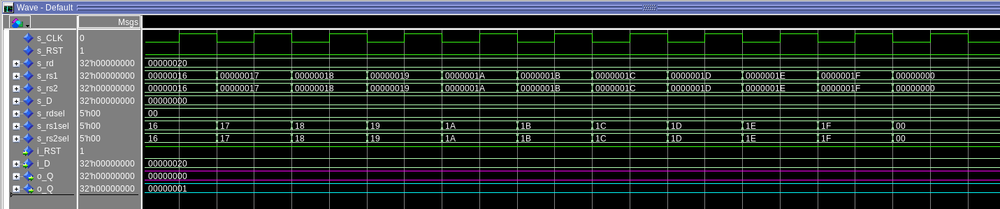 Wave - Default
Msgs
s_CLK 0
s_RST 1
s_rd 32'h00000000 00000020
s_rs1 32'h00000000 00000016 00000017 00000018 00000019 0000001A 0000001B 0000001C 0000001D 0000001E 0000001F 00000000
s_rs2 32'h00000000 00000016 00000017 00000018 00000019 0000001A 0000001B 0000001C 0000001D 0000001E 0000001F 00000000
s_D 32'h00000000 00000000
s_rdsel 5'h00 00
s_rs1sel 5'h00 16 17 18 19 1A 1B 1C 1D 1E 1F 00
s_rs2sel 5'h00 16 17 18 19 1A 1B 1C 1D 1E 1F 00
i_RST 1
i_D 32'h00000000 00000020
o_Q 32'h00000000 00000000
o_Q 32'h00000000 00000001